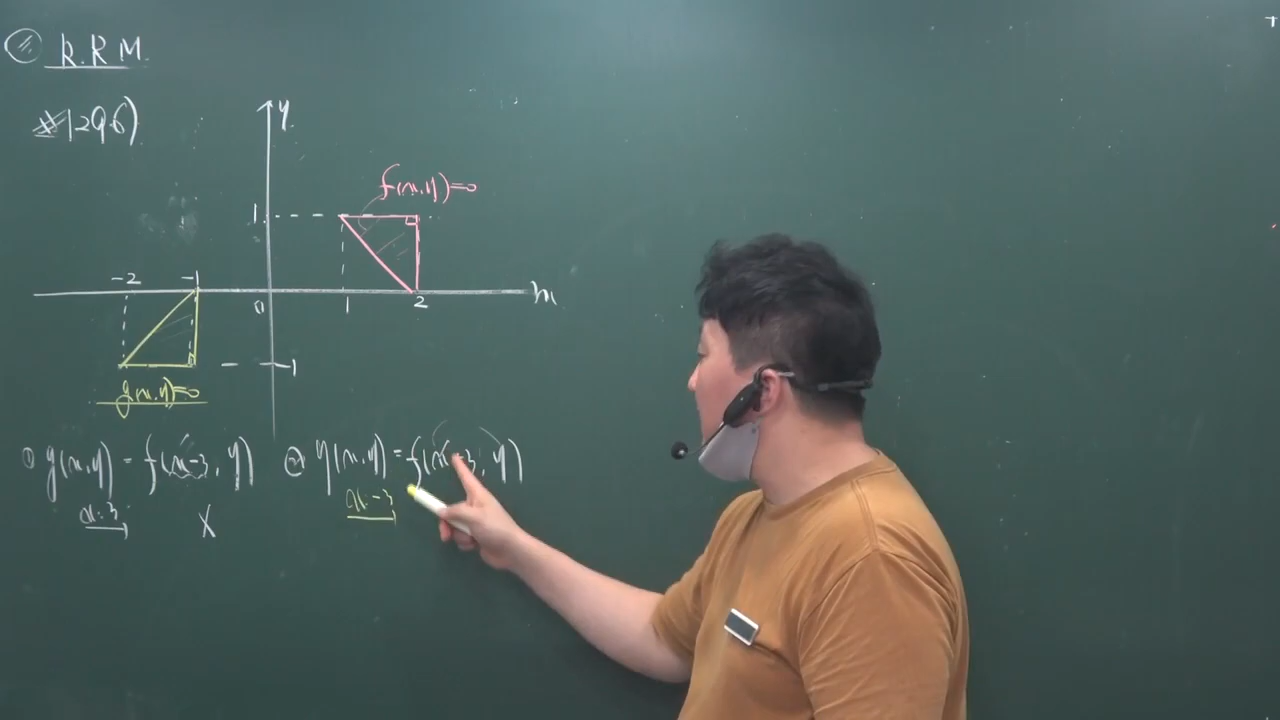 R.R M.
#1296)
y
f(x,y)=0
1
-2 -1
0 1 2 x
-1
g(x,y)=0
① g(x,y) = f(x-3, y) ② g(x,y) = f(x-3, y)
x:3 x:-3
X